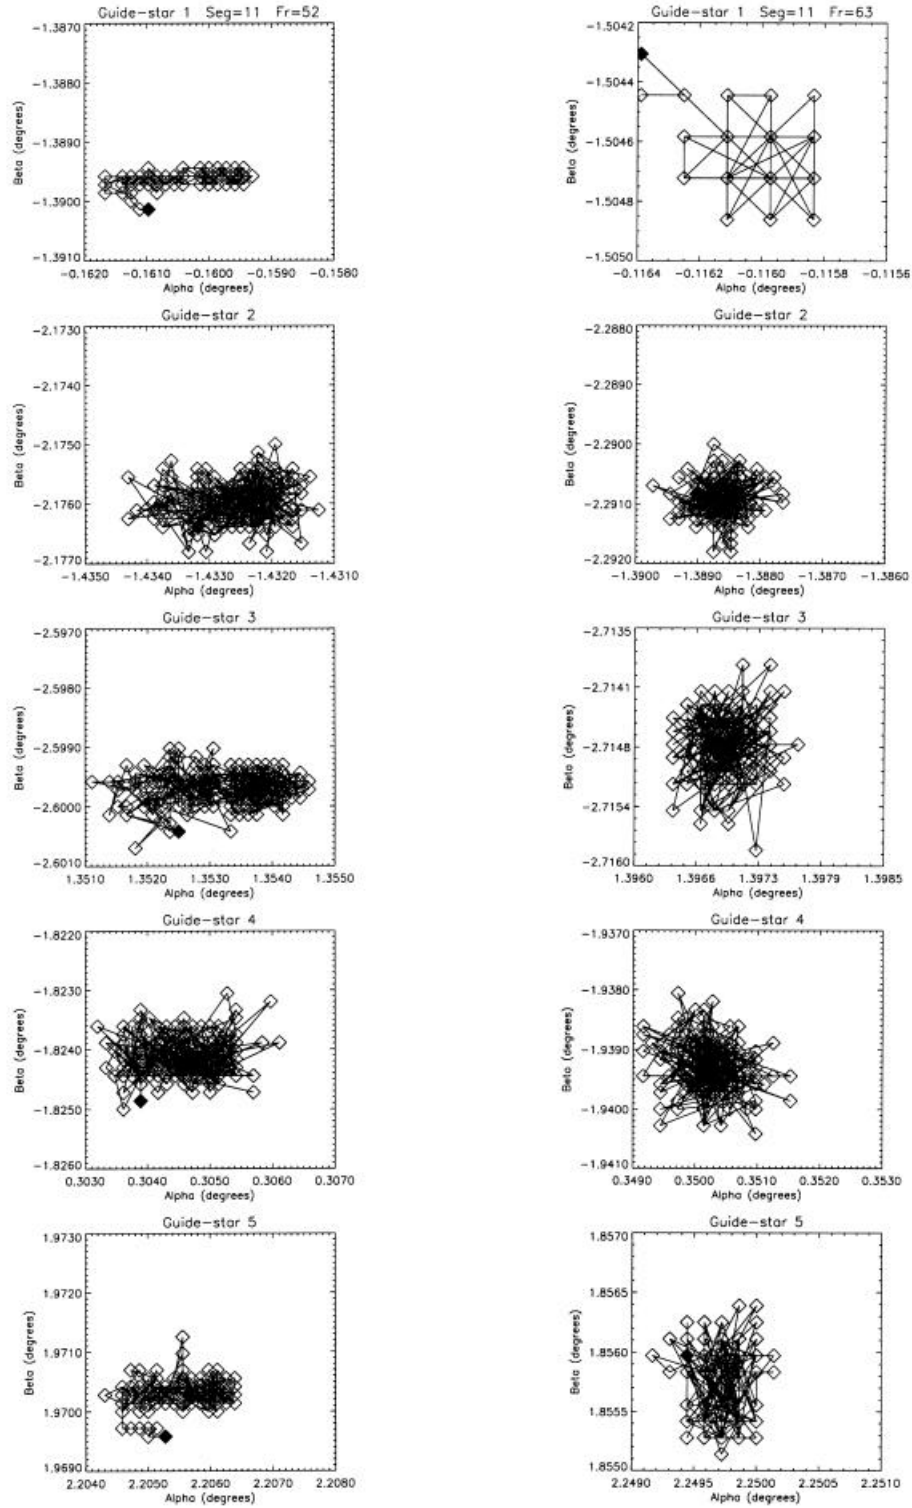 Guide-star 1 Seg=11 Fr=52
-1.3870
-1.3880
-1.3890
-1.3900
-1.3910
Beta (degrees)
-0.1620 -0.1610 -0.1600 -0.1590 -0.1580
Alpha (degrees)
Guide-star 1 Seg=11 Fr=63
-1.5042
-1.5044
-1.5046
-1.5048
-1.5050
Beta (degrees)
-0.1164 -0.1162 -0.1160 -0.1158 -0.1156
Alpha (degrees)
Guide-star 2
-2.1730
-2.1740
-2.1750
-2.1760
-2.1770
Beta (degrees)
-1.4350 -1.4340 -1.4330 -1.4320 -1.4310
Alpha (degrees)
Guide-star 2
-2.2880
-2.2890
-2.2900
-2.2910
-2.2920
Beta (degrees)
-1.3900 -1.3890 -1.3880 -1.3870 -1.3860
Alpha (degrees)
Guide-star 3
-2.5970
-2.5980
-2.5990
-2.6000
-2.6010
Beta (degrees)
1.3510 1.3520 1.3530 1.3540 1.3550
Alpha (degrees)
Guide-star 3
-2.7135
-2.7141
-2.7148
-2.7154
-2.7160
Beta (degrees)
1.3960 1.3966 1.3973 1.3979 1.3985
Alpha (degrees)
Guide-star 4
-1.8220
-1.8230
-1.8240
-1.8250
-1.8260
Beta (degrees)
0.3030 0.3040 0.3050 0.3060 0.3070
Alpha (degrees)
Guide-star 4
-1.9370
-1.9380
-1.9390
-1.9400
-1.9410
Beta (degrees)
0.3490 0.3500 0.3510 0.3520 0.3530
Alpha (degrees)
Guide-star 5
1.9730
1.9720
1.9710
1.9700
1.9690
Beta (degrees)
2.2040 2.2050 2.2060 2.2070 2.2080
Alpha (degrees)
Guide-star 5
1.8570
1.8565
1.8560
1.8555
1.8550
Beta (degrees)
2.2490 2.2495 2.2500 2.2505 2.2510
Alpha (degrees)